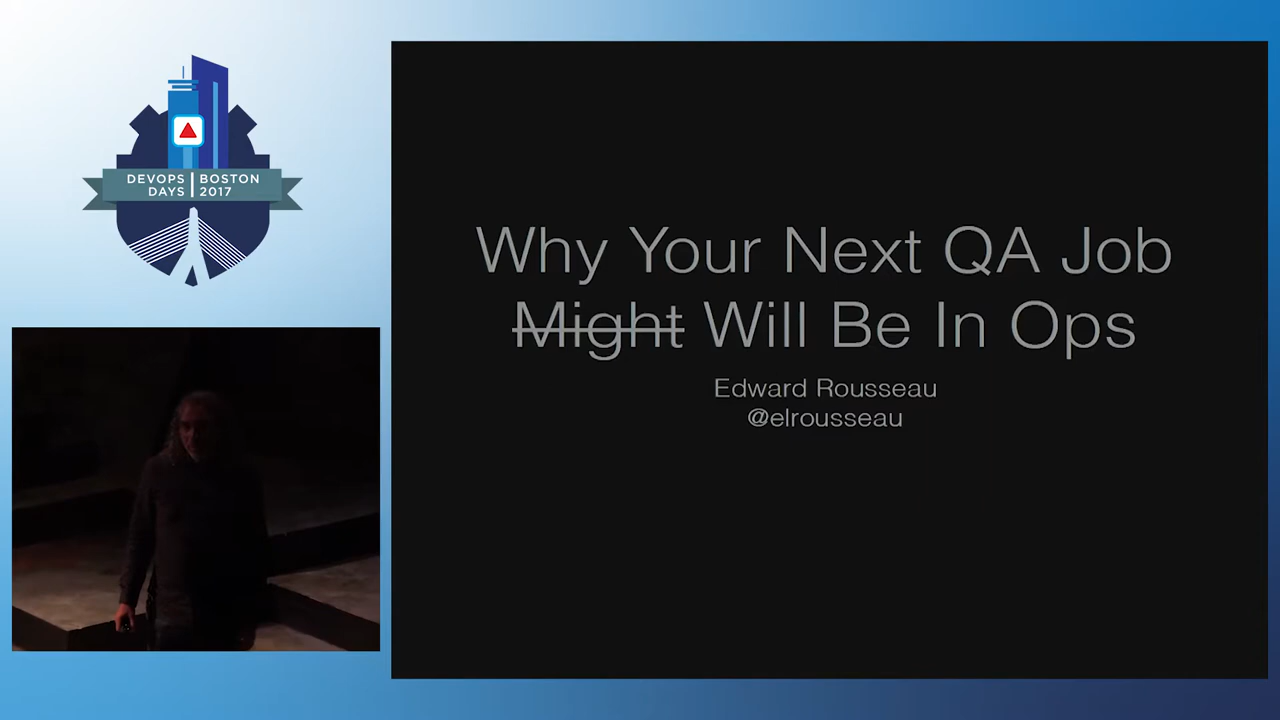 DEVOPS | BOSTON
DAYS | 2017
Why Your Next QA Job
Might Will Be In Ops
Edward Rousseau
@elrousseau